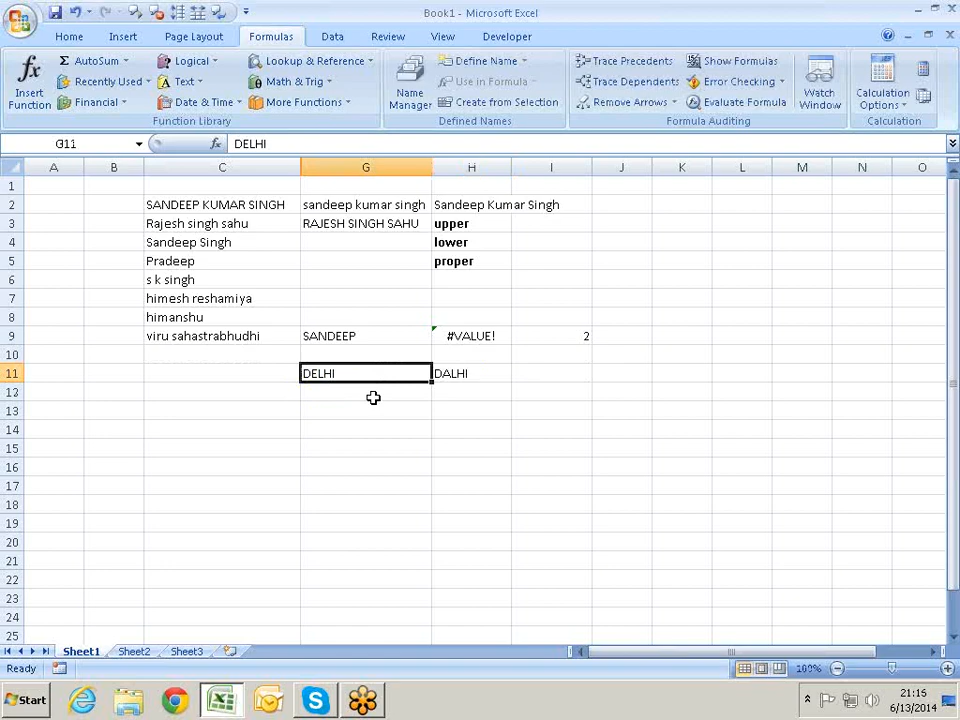 Book1 - Microsoft Excel
Home Insert Page Layout Formulas Data Review View Developer
Σ AutoSum Logical Lookup & Reference Define Name Trace Precedents Show Formulas
Recently Used Text Math & Trig Use in Formula Trace Dependents Error Checking
Insert Function Financial Date & Time More Functions Name Manager Create from Selection Remove Arrows Evaluate Formula Watch Window Calculation Options
Function Library Defined Names Formula Auditing Calculation
G11 fx DELHI
A B C G H I J K L M N O
1
2 SANDEEP KUMAR SINGH sandeep kumar singh Sandeep Kumar Singh
3 Rajesh singh sahu RAJESH SINGH SAHU upper
4 Sandeep Singh lower
5 Pradeep proper
6 s k singh
7 himesh reshamiya
8 himanshu
9 viru sahastrabhudhi SANDEEP #VALUE! 2
10
11 DELHI DALHI
12
13
14
15
16
17
18
19
20
21
22
23
24
25
Sheet1 Sheet2 Sheet3
Ready 100%
Start 21:16
6/13/2014